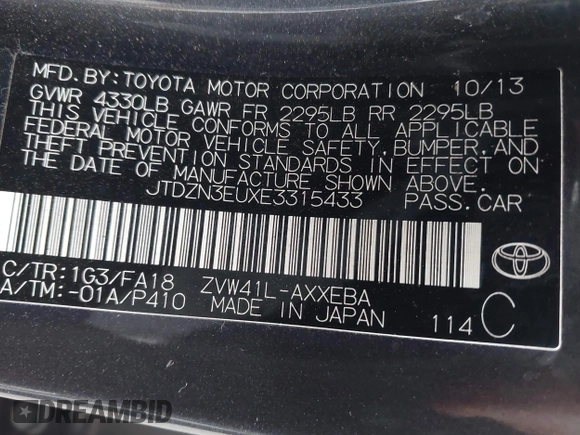 MFD. BY: TOYOTA MOTOR CORPORATION 10/13
GVWR 4330LB GAWR FR 2295LB RR 2295LB
THIS VEHICLE CONFORMS TO ALL APPLICABLE
FEDERAL MOTOR VEHICLE SAFETY, BUMPER, AND
THEFT PREVENTION STANDARDS IN EFFECT ON
THE DATE OF MANUFACTURE SHOWN ABOVE.
JTDZN3EUXE3315433 PASS. CAR
C/TR: 1G3/FA18 ZVW41L-AXXEBA
A/TM: -01A/P410 MADE IN JAPAN 114 C
DREAMBID